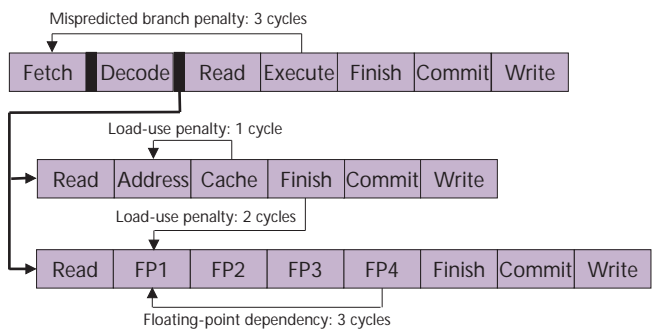 Mispredicted branch penalty: 3 cycles
Fetch Decode Read Execute Finish Commit Write
Load-use penalty: 1 cycle
Read Address Cache Finish Commit Write
Load-use penalty: 2 cycles
Read FP1 FP2 FP3 FP4 Finish Commit Write
Floating-point dependency: 3 cycles